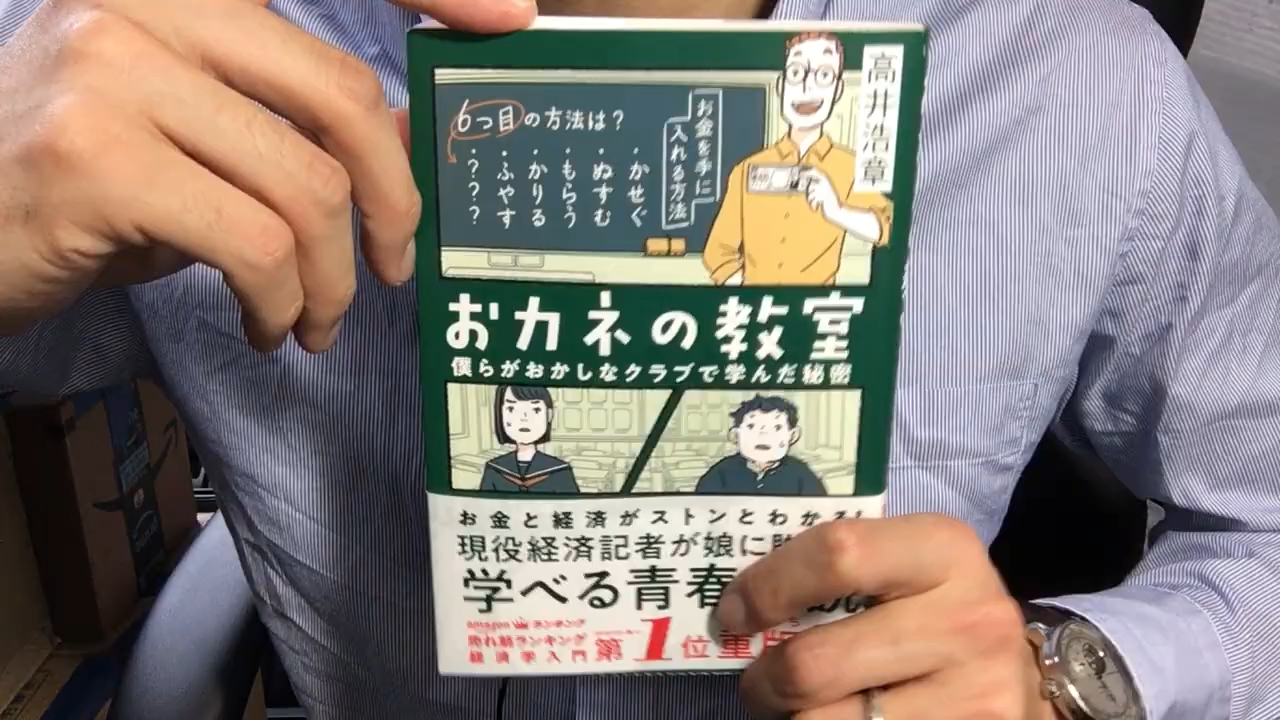 高井浩章
お金を手に
入れる方法
6つ目の方法は?
かせぐ
ぬすむ
もらう
かりる
ふやす
???
おカネの教室
僕らがおかしなクラブで学んだ秘密
お金と経済がストンとわかる!
現役経済記者が娘に
学べる青春
amazon ランキング
売れ筋ランキング
経済学入門
第1位重版